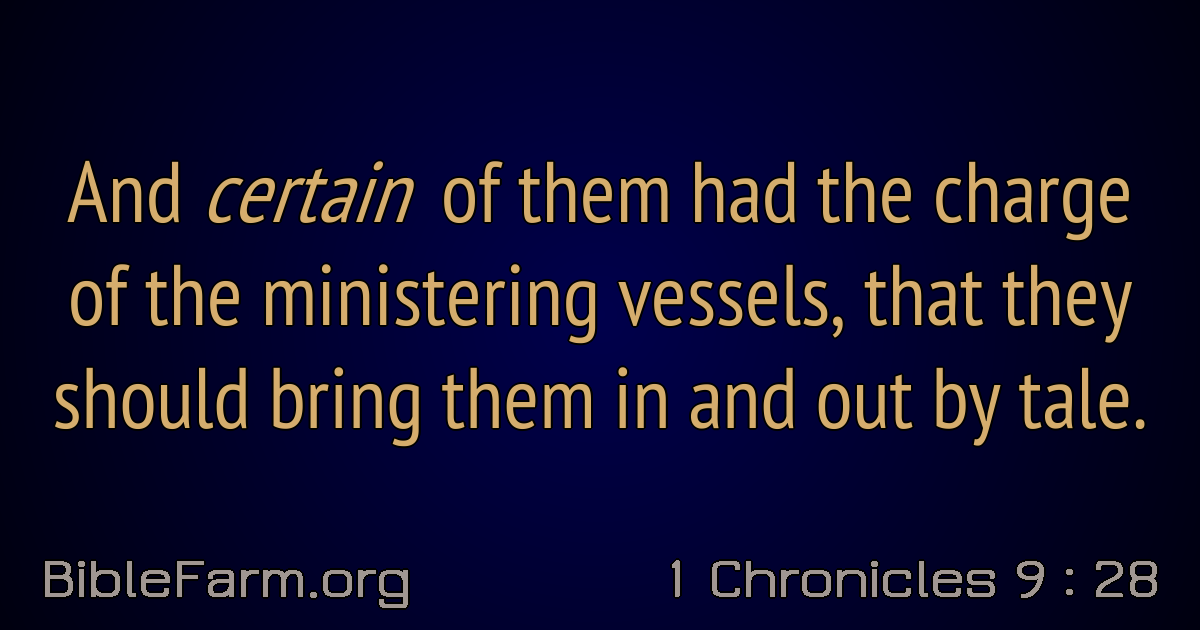 And certain of them had the charge
of the ministering vessels, that they
should bring them in and out by tale.
BibleFarm.org
1 Chronicles 9 : 28